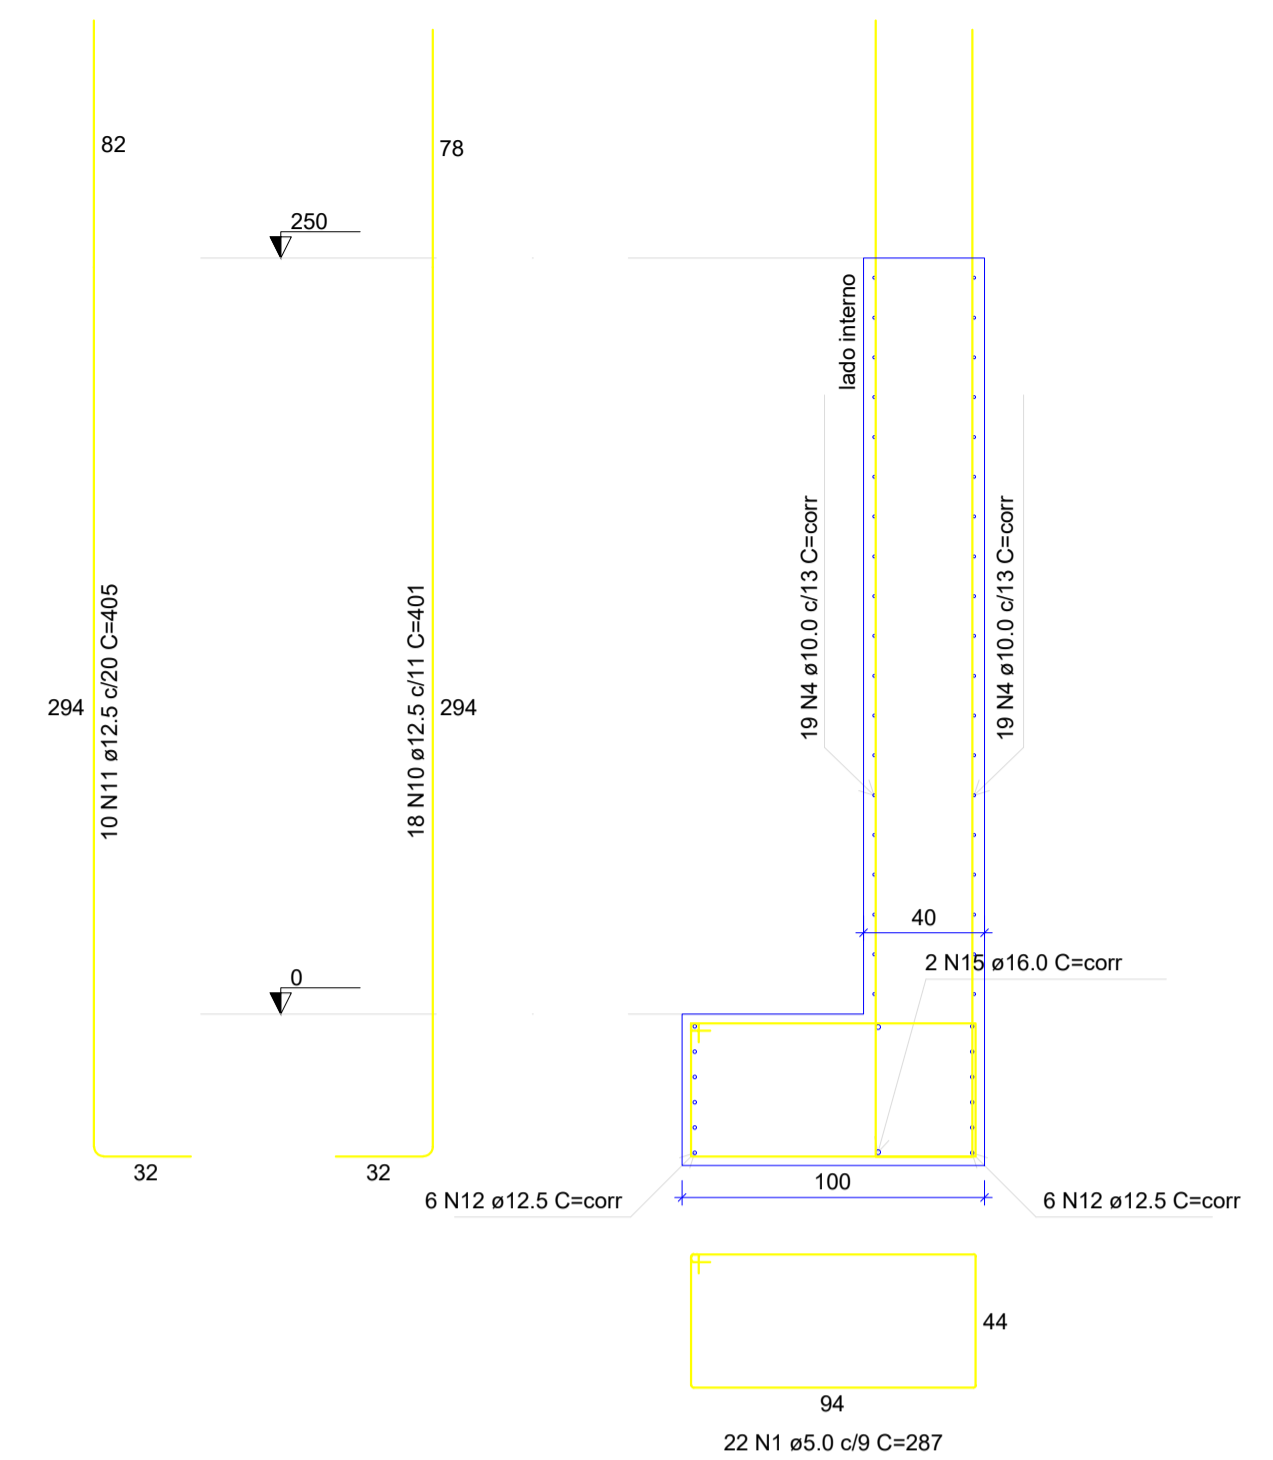 82
78
250
lado interno
19 N4 ø10.0 c/13 C=corr
19 N4 ø10.0 c/13 C=corr
10 N11 ø12.5 c/20 C=405
18 N10 ø12.5 c/11 C=401
294
294
40
2 N15 ø16.0 C=corr
0
32
32
100
6 N12 ø12.5 C=corr
6 N12 ø12.5 C=corr
44
94
22 N1 ø5.0 c/9 C=287